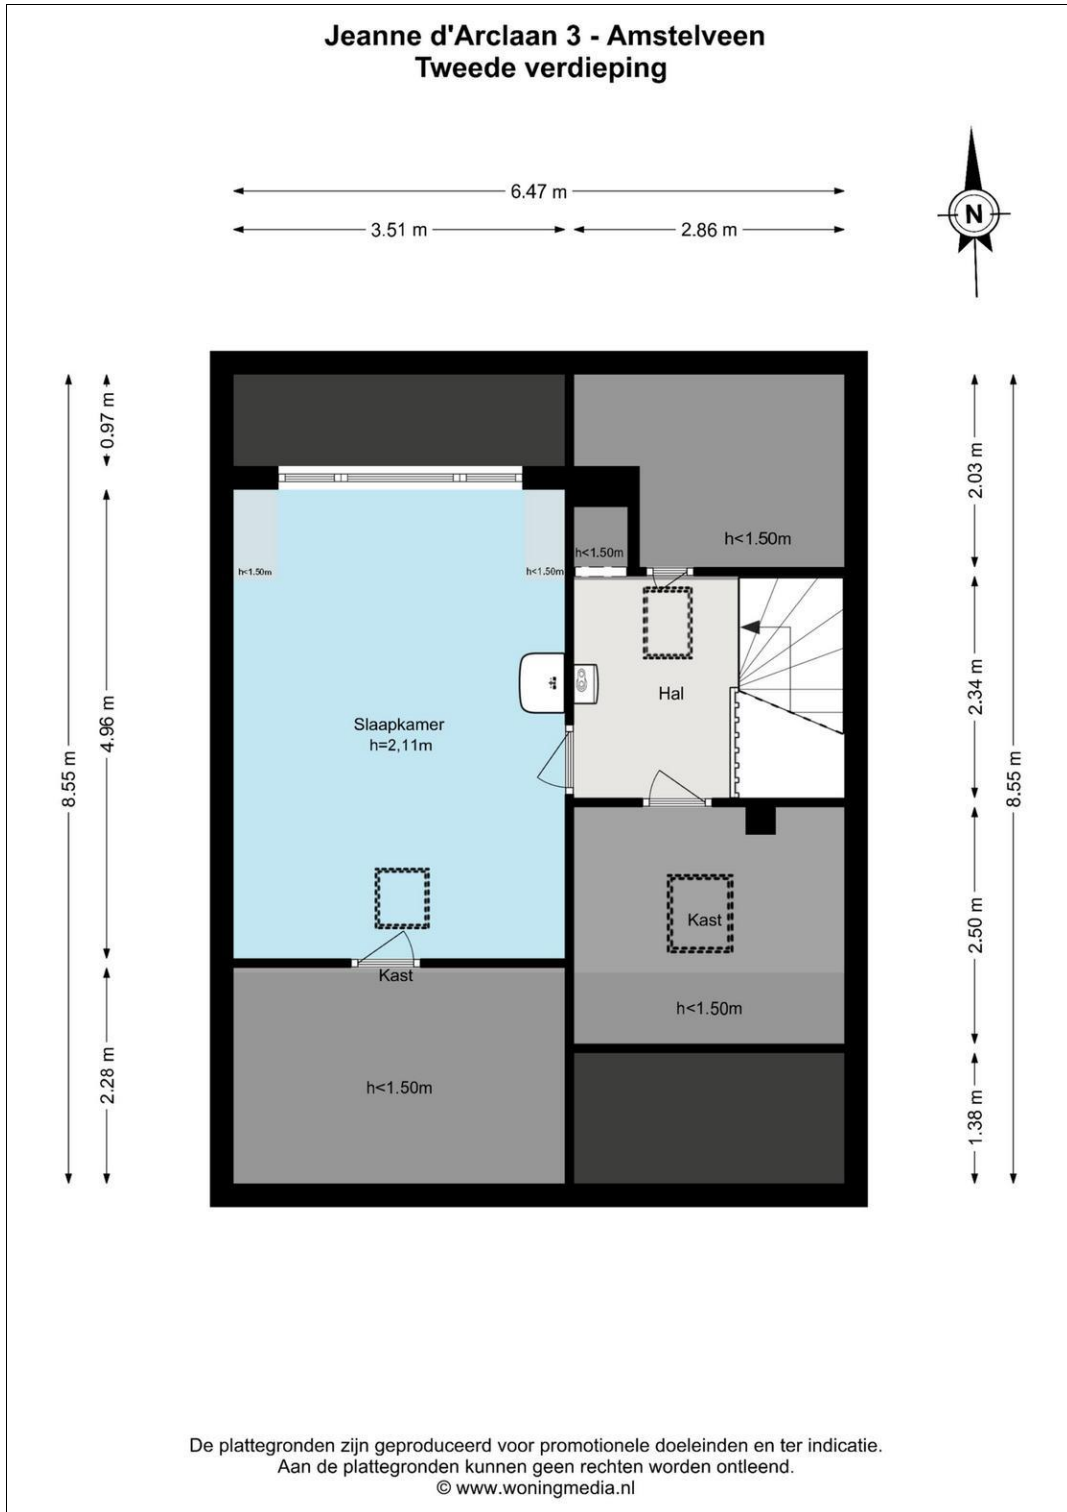 Jeanne d'Arclaan 3 - Amstelveen
Tweede verdieping
6.47 m
3.51 m
2.86 m
N
8.55 m
0.97 m
4.96 m
2.28 m
2.03 m
2.34 m
2.50 m
1.38 m
8.55 m
h<1.50m
h<1.50m
h<1.50m
h<1.50m
Hal
Slaapkamer
h=2,11m
Kast
Kast
h<1.50m
h<1.50m
De plattegronden zijn geproduceerd voor promotionele doeleinden en ter indicatie.
Aan de plattegronden kunnen geen rechten worden ontleend.
© www.woningmedia.nl